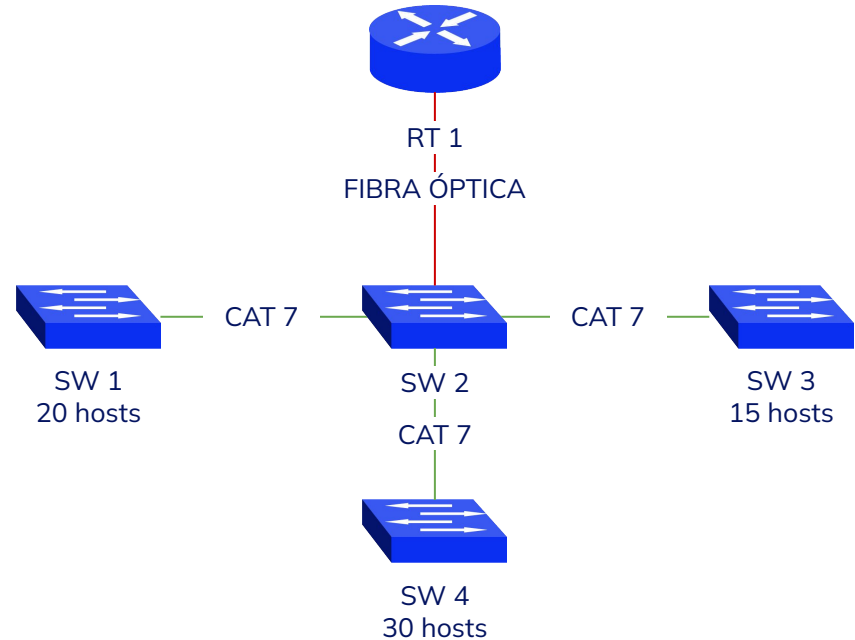 RT 1
FIBRA ÓPTICA
CAT 7
CAT 7
SW 1
20 hosts
SW 2
SW 3
15 hosts
CAT 7
SW 4
30 hosts